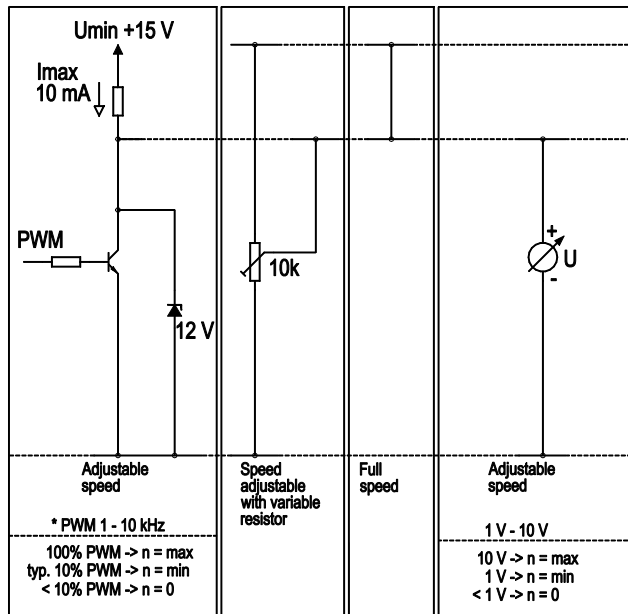 Umin +15 V
Imax
10 mA
PWM
12 V
Adjustable
speed
* PWM 1 - 10 kHz
100% PWM -> n = max
typ. 10% PWM -> n = min
< 10% PWM -> n = 0
10k
Speed
adjustable
with variable
resistor
Full
speed
+
U
-
Adjustable
speed
1 V - 10 V
10 V -> n = max
1 V -> n = min
< 1 V -> n = 0